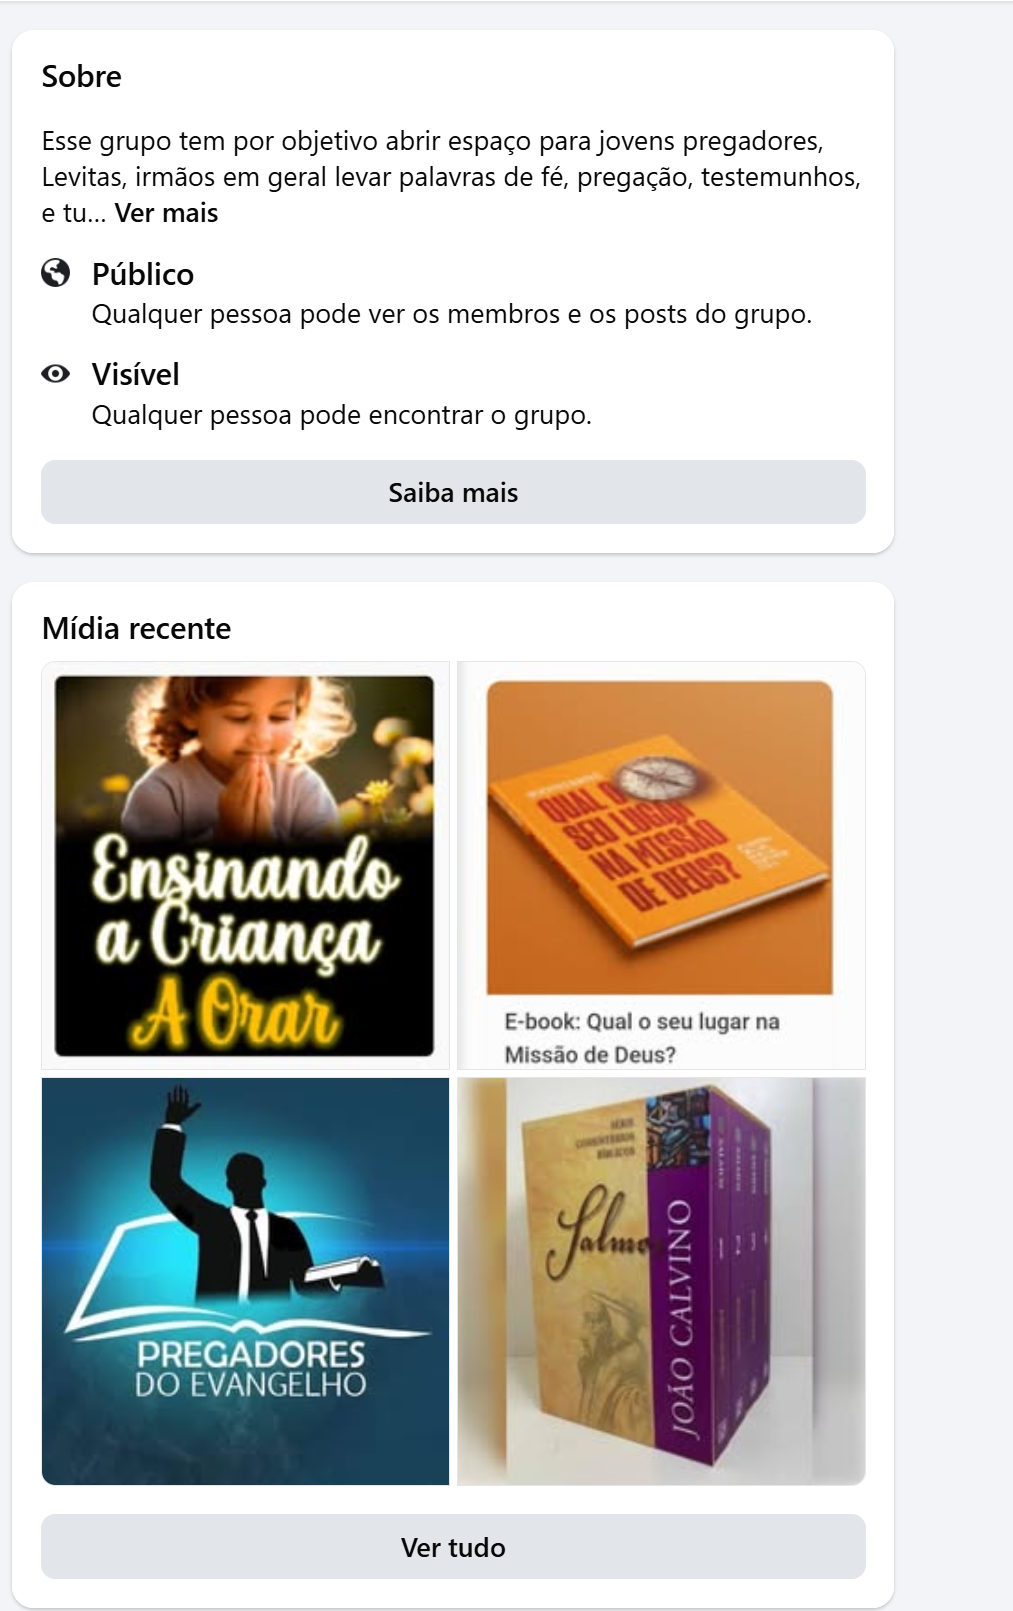 Sobre
Esse grupo tem por objetivo abrir espaço para jovens pregadores,
Levitas, irmãos em geral levar palavras de fé, pregação, testemunhos,
e tu... Ver mais
Público
Qualquer pessoa pode ver os membros e os posts do grupo.
Visível
Qualquer pessoa pode encontrar o grupo.
Saiba mais
Mídia recente
Ensinando
a Criança
A Orar
QUAL O
SEU LUGAR
NA MISSÃO
DE DEUS?
E-book: Qual o seu lugar na
Missão de Deus?
PREGADORES
DO EVANGELHO
SÉRIE
COMENTÁRIOS
BÍBLICOS
Salmos
JOÃO CALVINO
Ver tudo